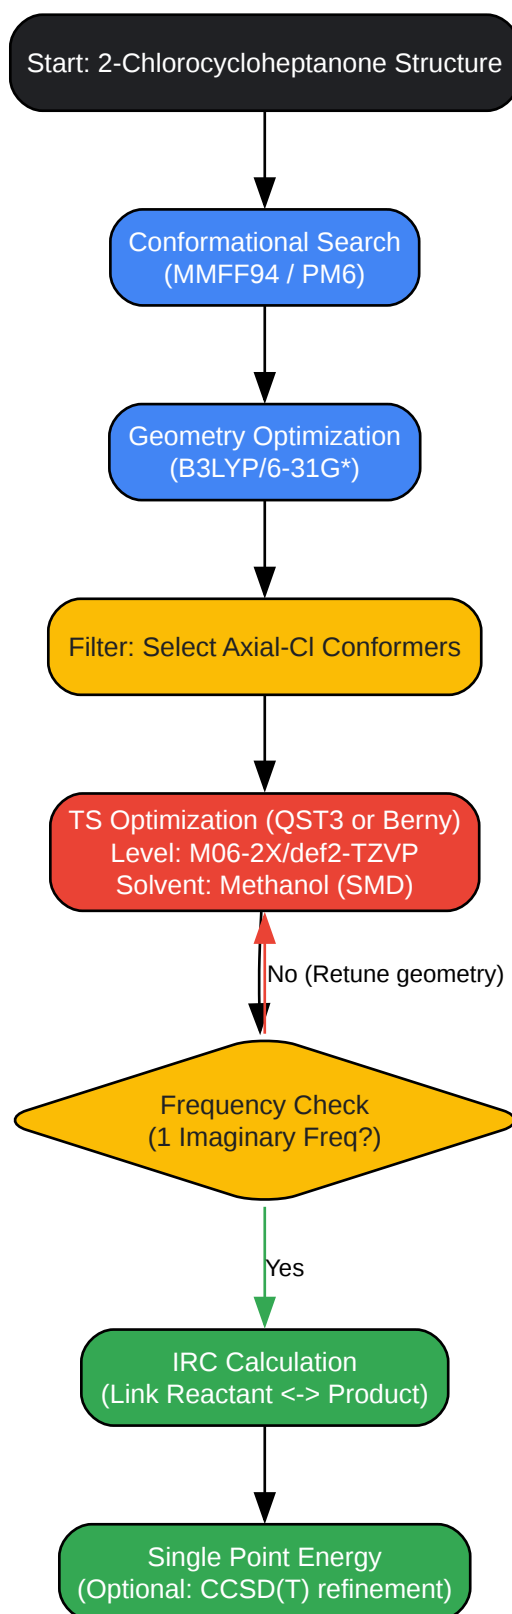 Start: 2-Chlorocycloheptanone Structure
Conformational Search
(MMFF94 / PM6)
Geometry Optimization
(B3LYP/6-31G*)
Filter: Select Axial-Cl Conformers
TS Optimization (QST3 or Berny)
Level: M06-2X/def2-TZVP
Solvent: Methanol (SMD)
No (Retune geometry)
Frequency Check
(1 Imaginary Freq?)
Yes
IRC Calculation
(Link Reactant <-> Product)
Single Point Energy
(Optional: CCSD(T) refinement)